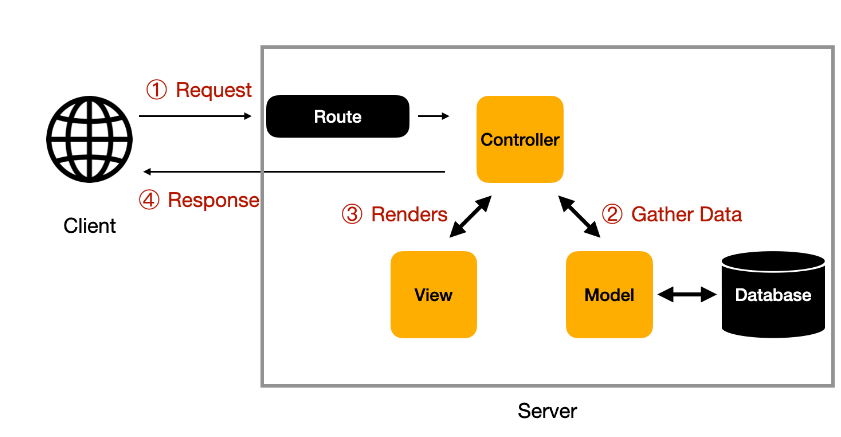 ① Request
Route
Controller
④ Response
Client
③ Renders
② Gather Data
View
Model
Database
Server